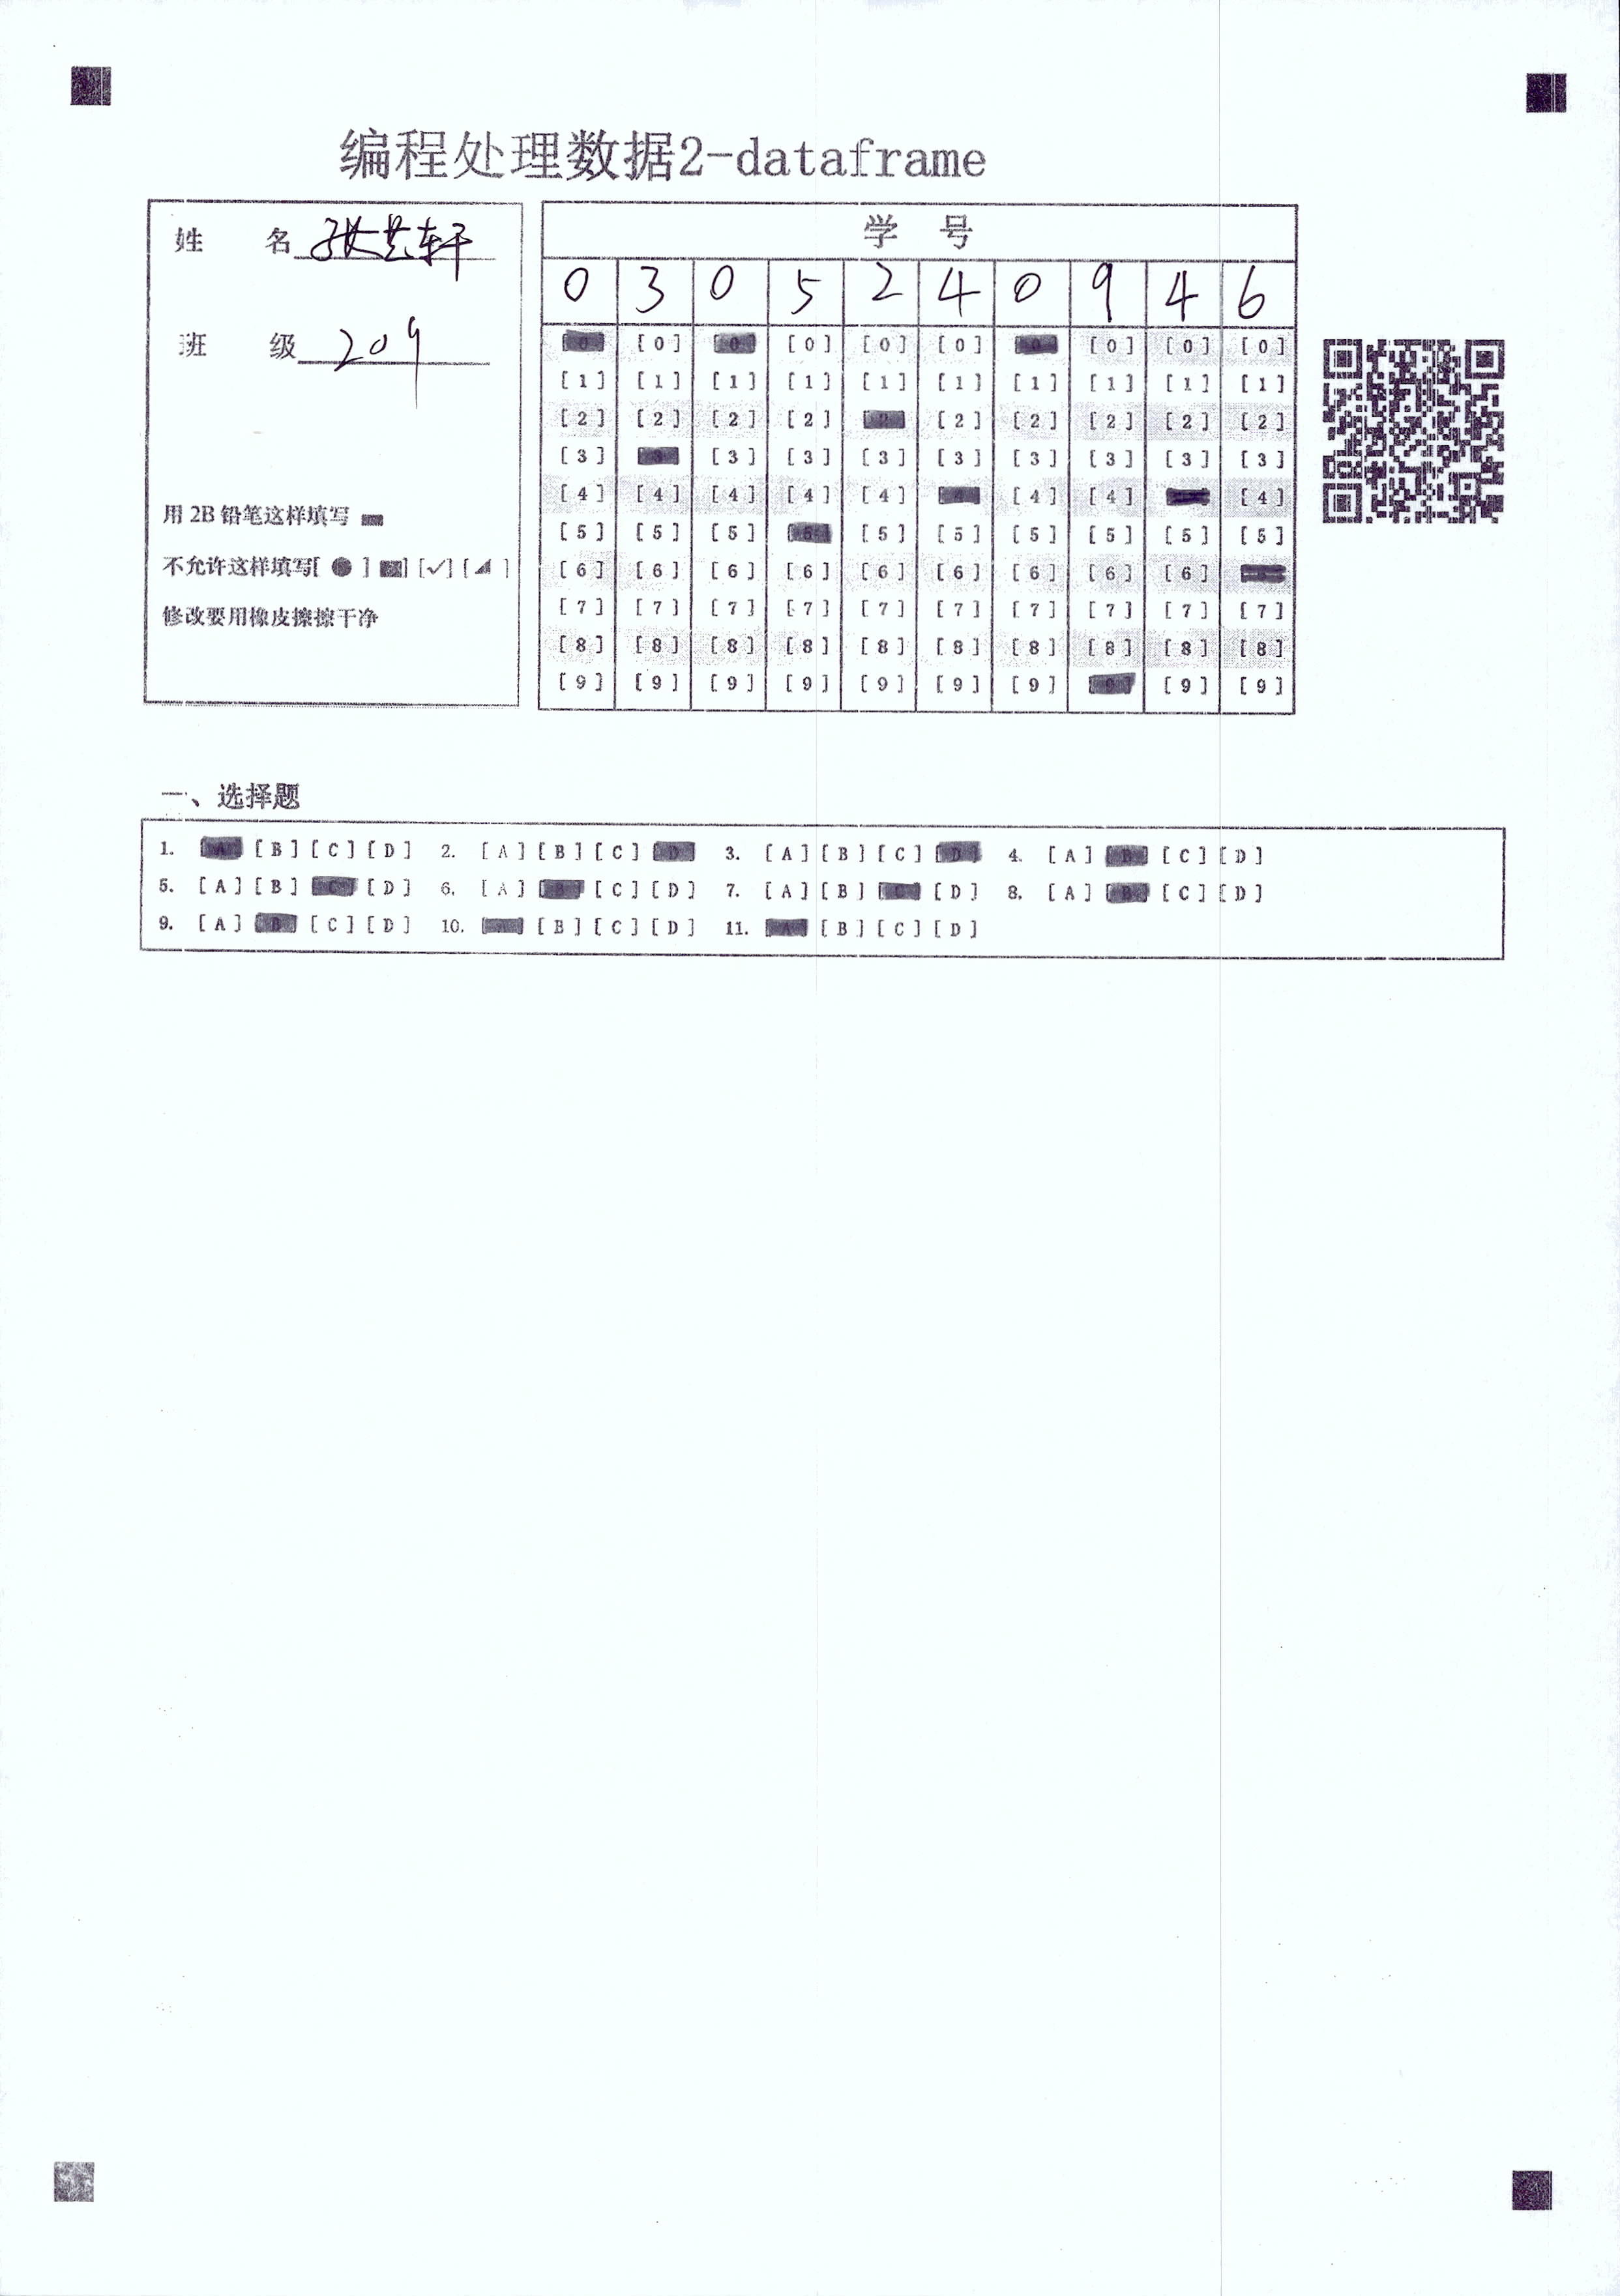 编程处理数据2-dataframe
姓 名 张芸轩
班 级 209
用 2B 铅笔这样填写
不允许这样填写[ ● ] [ ] [✓] [ ]
修改要用橡皮擦擦干净
学 号
0 3 0 5 2 4 0 9 4 6
[0] [0] [0] [0] [0] [0] [0] [0] [0] [0]
[1] [1] [1] [1] [1] [1] [1] [1] [1] [1]
[2] [2] [2] [2] [2] [2] [2] [2] [2] [2]
[3] [3] [3] [3] [3] [3] [3] [3] [3] [3]
[4] [4] [4] [4] [4] [4] [4] [4]
[5] [5] [5] [5] [5] [5] [5] [5] [5] [5]
[6] [6] [6] [6] [6] [6] [6] [6] [6]
[7] [7] [7] [7] [7] [7] [7] [7] [7] [7]
[8] [8] [8] [8] [8] [8] [8] [8] [8] [8]
[9] [9] [9] [9] [9] [9] [9] [9] [9] [9]
一、选择题
1. [A] [B] [C] [D] 2. [A] [B] [C] [D] 3. [A] [B] [C] [D] 4. [A] [B] [C] [D]
5. [A] [B] [C] [D] 6. [A] [B] [C] [D] 7. [A] [B] [C] [D] 8. [A] [B] [C] [D]
9. [A] [B] [C] [D] 10. [A] [B] [C] [D] 11. [A] [B] [C] [D]